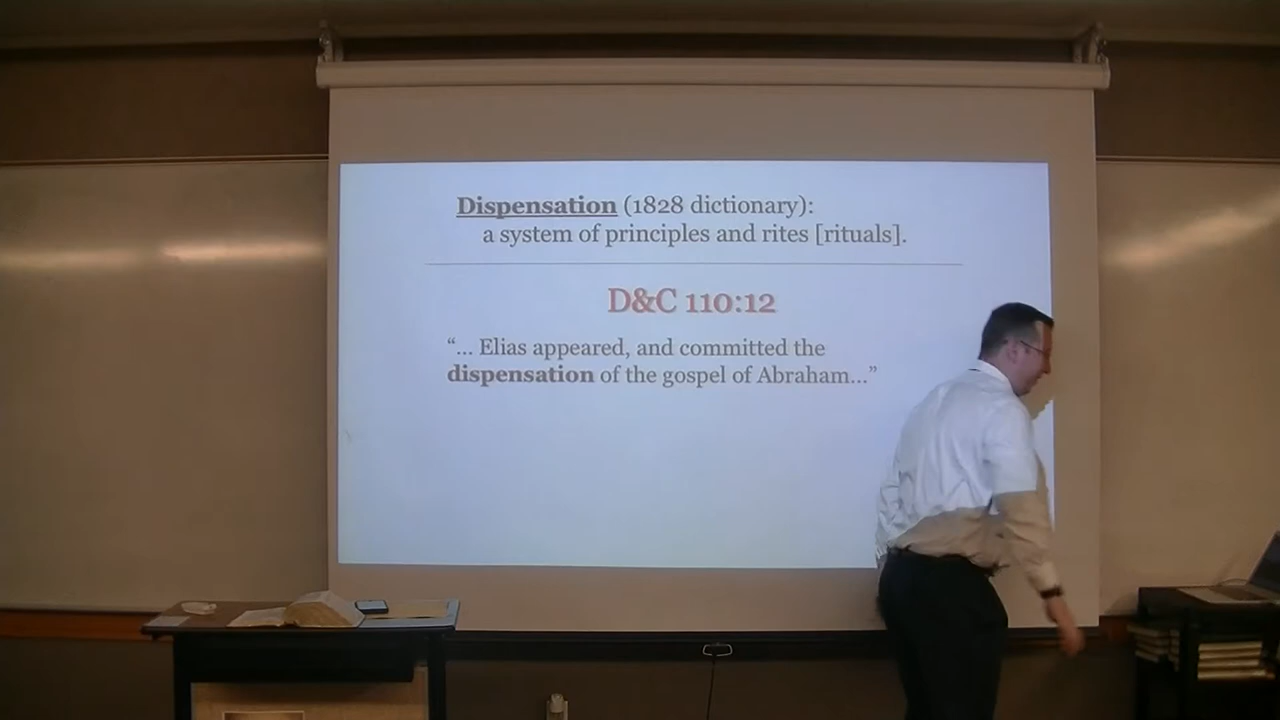 Dispensation (1828 dictionary):
a system of principles and rites [rituals].
D&C 110:12
“... Elias appeared, and committed the
dispensation of the gospel of Abraham...”